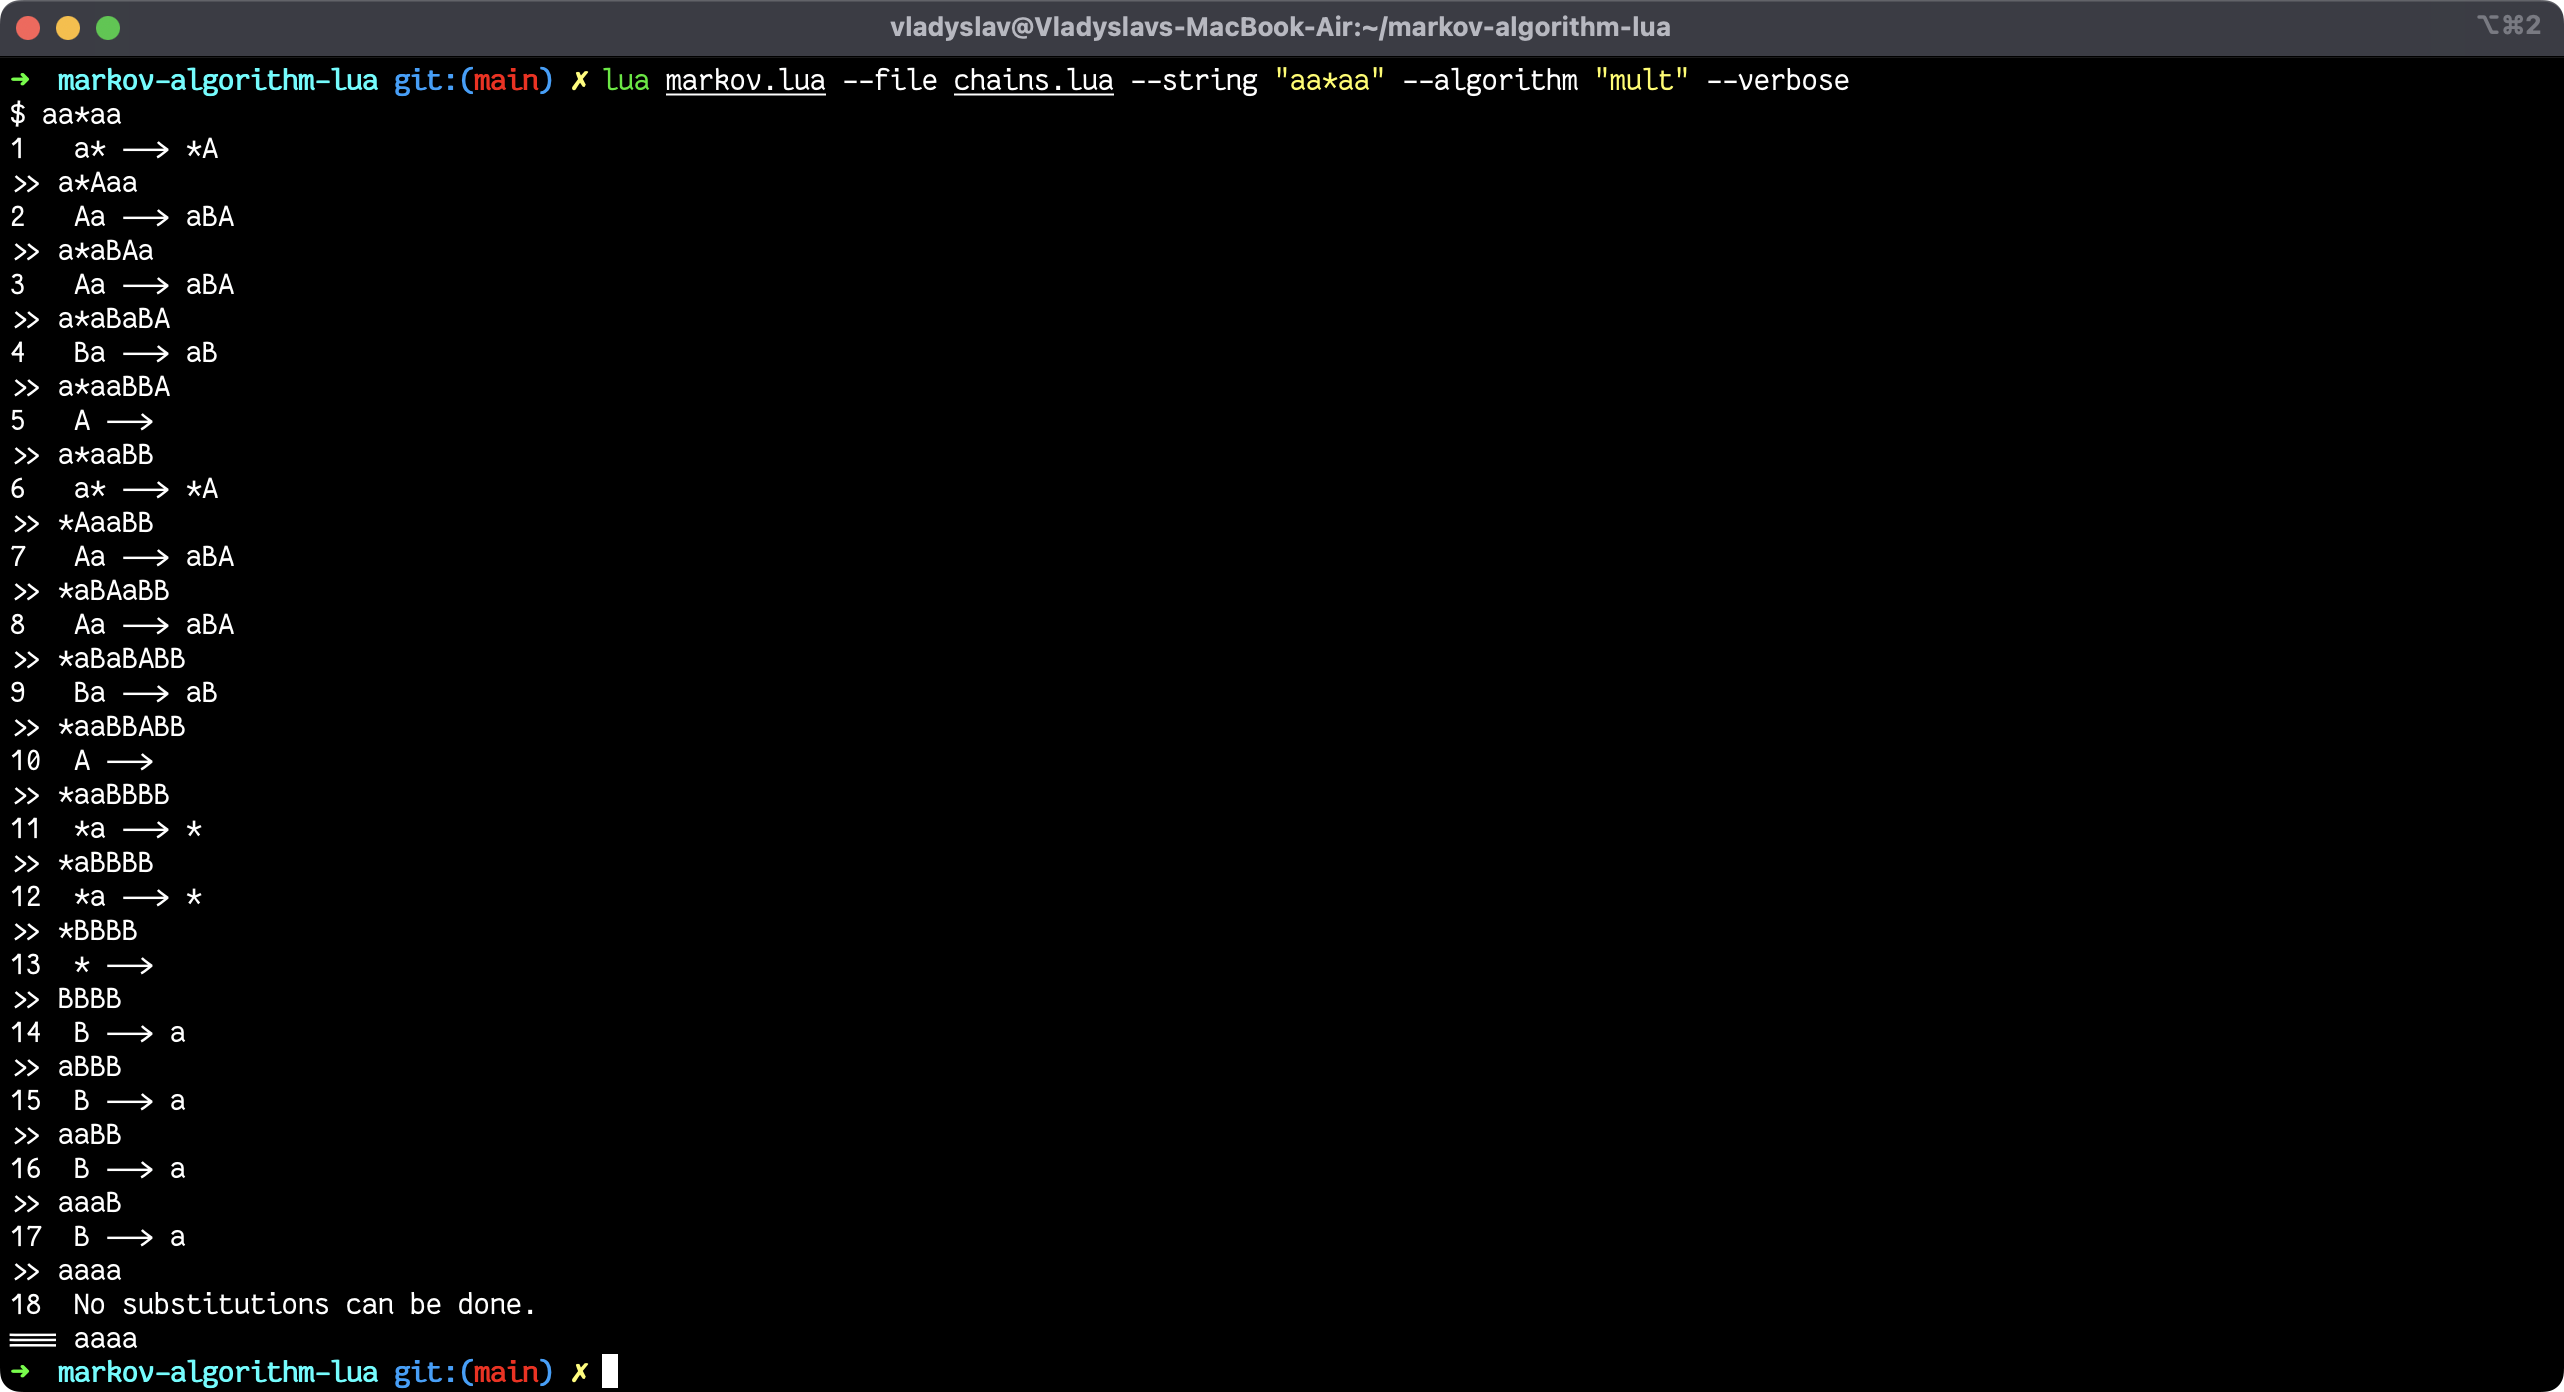 vladyslav@Vladyslavs-MacBook-Air:~/markov-algorithm-lua ⌥⌘2
➜  markov-algorithm-lua git:(main) ✗ lua markov.lua --file chains.lua --string "aa*aa" --algorithm "mult" --verbose
$ aa*aa
1   a* --> *A
>> a*Aaa
2   Aa --> aBA
>> a*aBAa
3   Aa --> aBA
>> a*aBaBA
4   Ba --> aB
>> a*aaBBA
5   A -->
>> a*aaBB
6   a* --> *A
>> *AaaBB
7   Aa --> aBA
>> *aBAaBB
8   Aa --> aBA
>> *aBaBABB
9   Ba --> aB
>> *aaBBABB
10  A -->
>> *aaBBBB
11  *a --> *
>> *aBBBB
12  *a --> *
>> *BBBB
13  * -->
>> BBBB
14  B --> a
>> aBBB
15  B --> a
>> aaBB
16  B --> a
>> aaaB
17  B --> a
>> aaaa
18  No substitutions can be done.
=== aaaa
➜  markov-algorithm-lua git:(main) ✗